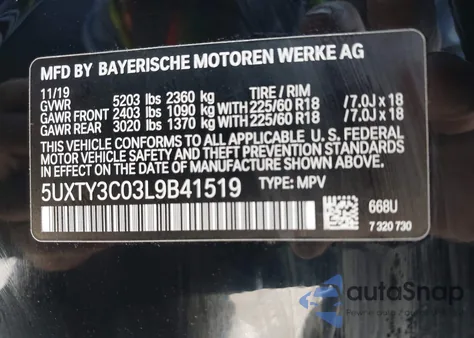 MFD BY BAYERISCHE MOTOREN WERKE AG
11/19 TIRE / RIM
GVWR 5203 lbs 2360 kg
GAWR FRONT 2403 lbs 1090 kg WITH 225/60 R18 /7.0J x 18
GAWR REAR 3020 lbs 1370 kg WITH 225/60 R18 /7.0J x 18
THIS VEHICLE CONFORMS TO ALL APPLICABLE U. S. FEDERAL
MOTOR VEHICLE SAFETY AND THEFT PREVENTION STANDARDS
IN EFFECT ON THE DATE OF MANUFACTURE SHOWN ABOVE.
5UXTY3C03L9B41519 TYPE: MPV
668U
7 320 730
autoSnap